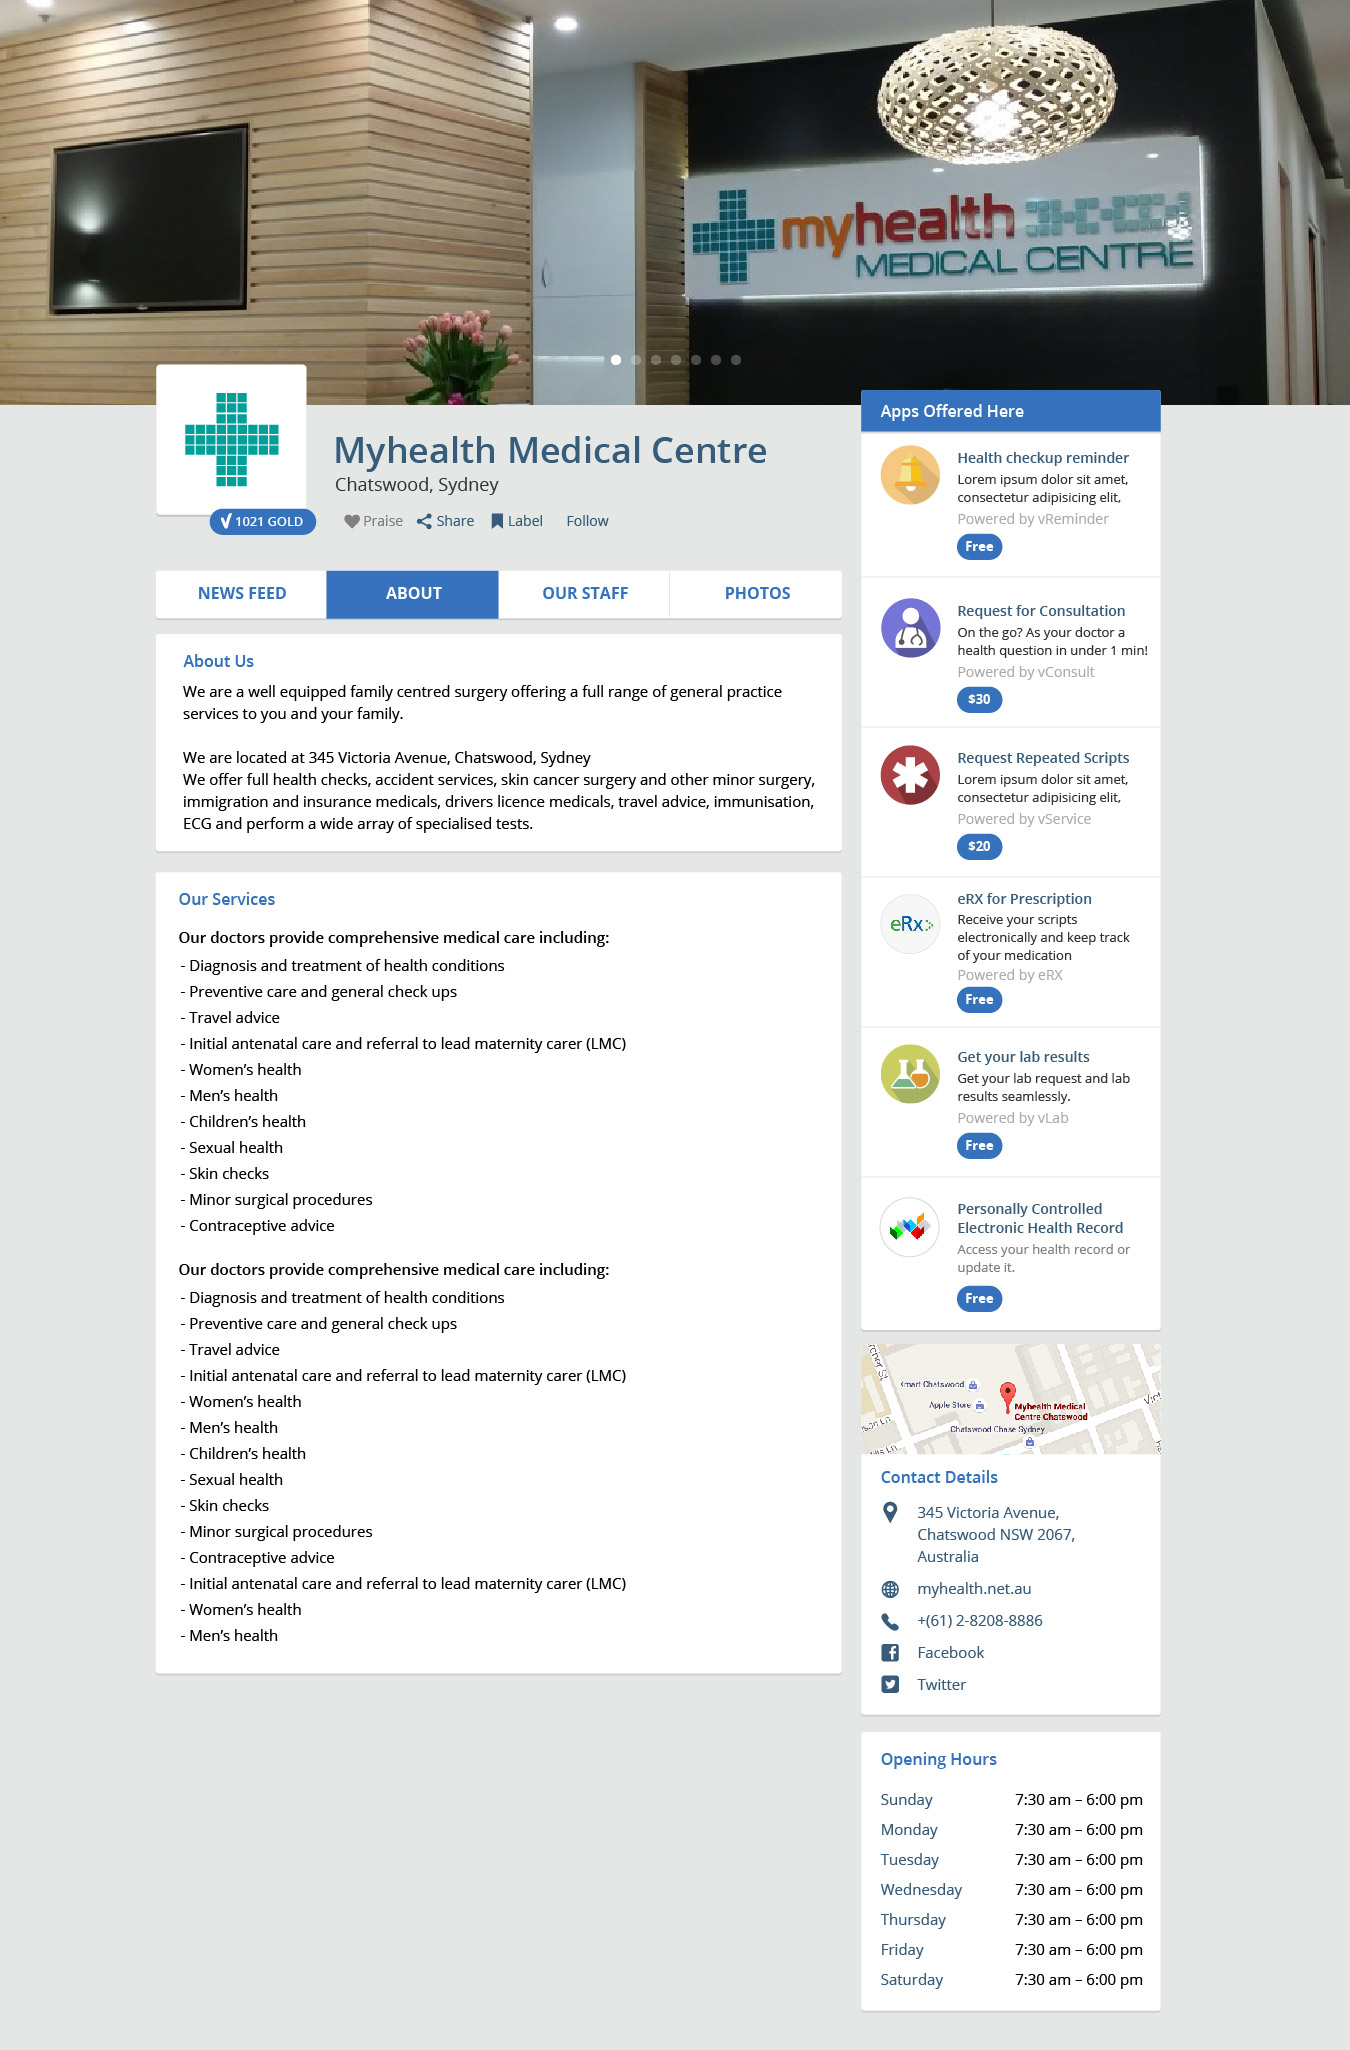 myhealth
MEDICAL CENTRE
Myhealth Medical Centre
Chatswood, Sydney
1021 GOLD
Praise
Share
Label
Follow
NEWS FEED
ABOUT
OUR STAFF
PHOTOS
About Us
We are a well equipped family centred surgery offering a full range of general practice
services to you and your family.
We are located at 345 Victoria Avenue, Chatswood, Sydney
We offer full health checks, accident services, skin cancer surgery and other minor surgery,
immigration and insurance medicals, drivers licence medicals, travel advice, immunisation,
ECG and perform a wide array of specialised tests.
Our Services
Our doctors provide comprehensive medical care including:
- Diagnosis and treatment of health conditions
- Preventive care and general check ups
- Travel advice
- Initial antenatal care and referral to lead maternity carer (LMC)
- Women’s health
- Men’s health
- Children’s health
- Sexual health
- Skin checks
- Minor surgical procedures
- Contraceptive advice
Our doctors provide comprehensive medical care including:
- Diagnosis and treatment of health conditions
- Preventive care and general check ups
- Travel advice
- Initial antenatal care and referral to lead maternity carer (LMC)
- Women’s health
- Men’s health
- Children’s health
- Sexual health
- Skin checks
- Minor surgical procedures
- Contraceptive advice
- Initial antenatal care and referral to lead maternity carer (LMC)
- Women’s health
- Men’s health
Apps Offered Here
Health checkup reminder
Lorem ipsum dolor sit amet,
consectetur adipisicing elit,
Powered by vReminder
Free
Request for Consultation
On the go? As your doctor a
health question in under 1 min!
Powered by vConsult
$30
Request Repeated Scripts
Lorem ipsum dolor sit amet,
consectetur adipisicing elit,
Powered by vService
$20
eRx
eRX for Prescription
Receive your scripts
electronically and keep track
of your medication
Powered by eRX
Free
Get your lab results
Get your lab request and lab
results seamlessly.
Powered by vLab
Free
Personally Controlled
Electronic Health Record
Access your health record or
update it.
Free
Kmart Chatswood
Apple Store
Myhealth Medical
Centre Chatswood
Chatswood Chase Sydney
Contact Details
345 Victoria Avenue,
Chatswood NSW 2067,
Australia
myhealth.net.au
+(61) 2-8208-8886
Facebook
Twitter
Opening Hours
Sunday 7:30 am – 6:00 pm
Monday 7:30 am – 6:00 pm
Tuesday 7:30 am – 6:00 pm
Wednesday 7:30 am – 6:00 pm
Thursday 7:30 am – 6:00 pm
Friday 7:30 am – 6:00 pm
Saturday 7:30 am – 6:00 pm